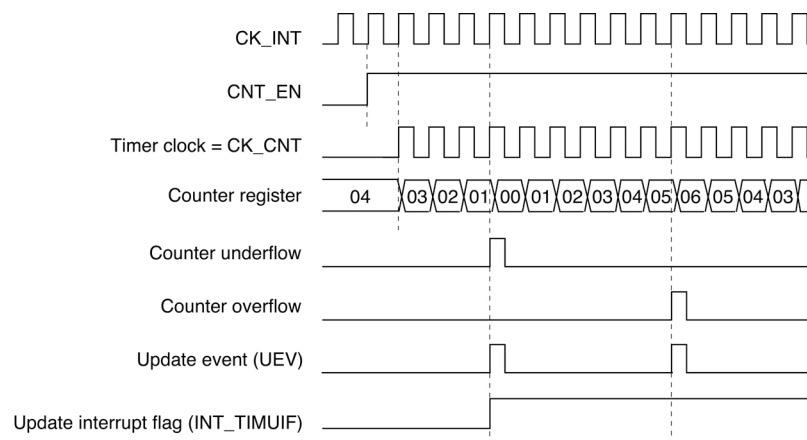 CK_INT
CNT_EN
Timer clock = CK_CNT
Counter register 04 03 02 01 00 01 02 03 04 05 06 05 04 03
Counter underflow
Counter overflow
Update event (UEV)
Update interrupt flag (INT_TIMUIF)